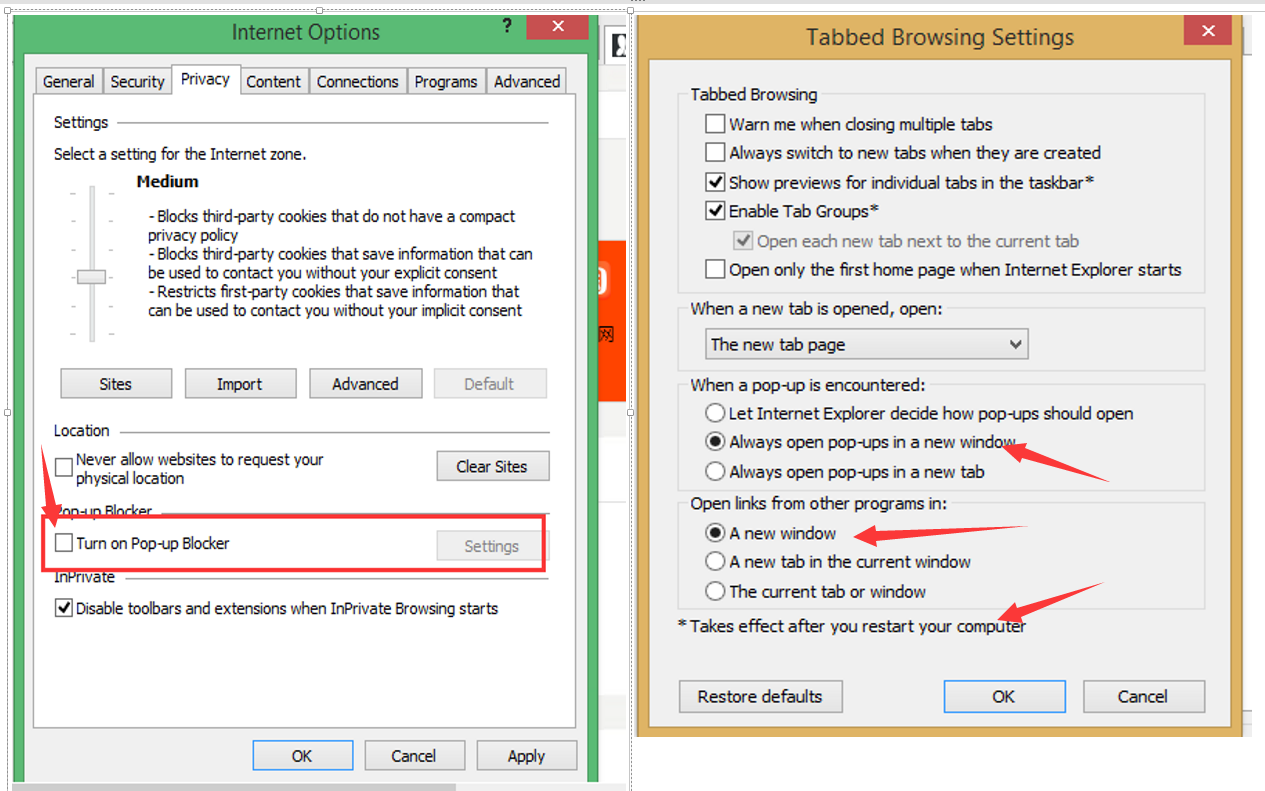 Internet Options
?
General Security Privacy Content Connections Programs Advanced
Settings
Select a setting for the Internet zone.
Medium
- Blocks third-party cookies that do not have a compact
privacy policy
- Blocks third-party cookies that save information that can
be used to contact you without your explicit consent
- Restricts first-party cookies that save information that
can be used to contact you without your implicit consent
Sites Import Advanced Default
Location
Never allow websites to request your
physical location
Clear Sites
Pop-up Blocker
Turn on Pop-up Blocker
Settings
InPrivate
Disable toolbars and extensions when InPrivate Browsing starts
OK Cancel Apply
网
Tabbed Browsing Settings
Tabbed Browsing
Warn me when closing multiple tabs
Always switch to new tabs when they are created
Show previews for individual tabs in the taskbar*
Enable Tab Groups*
Open each new tab next to the current tab
Open only the first home page when Internet Explorer starts
When a new tab is opened, open:
The new tab page
When a pop-up is encountered:
Let Internet Explorer decide how pop-ups should open
Always open pop-ups in a new window
Always open pop-ups in a new tab
Open links from other programs in:
A new window
A new tab in the current window
The current tab or window
* Takes effect after you restart your computer
Restore defaults OK Cancel